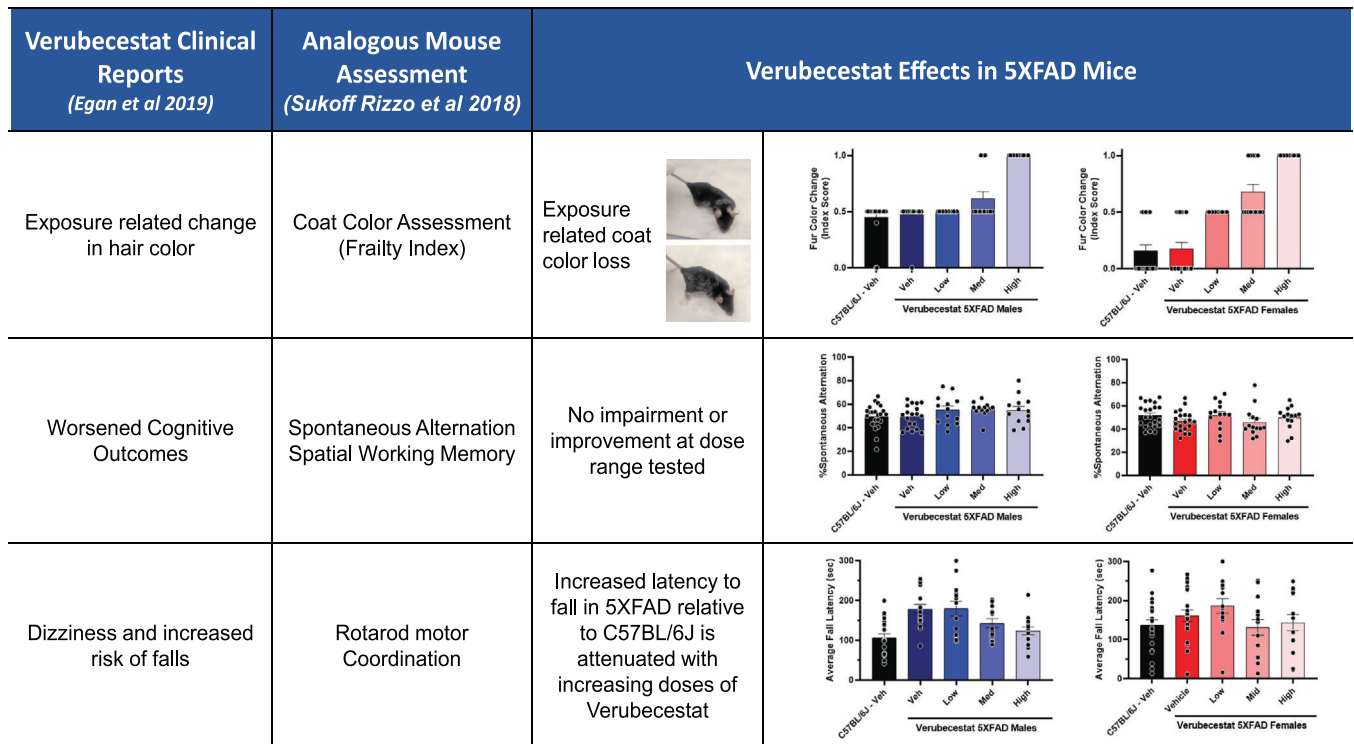 Verubecestat Clinical
Reports
(Egan et al 2019)
Analogous Mouse
Assessment
(Sukoff Rizzo et al 2018)
Verubecestat Effects in 5XFAD Mice
Exposure related change
in hair color
Coat Color Assessment
(Frailty Index)
Exposure
related coat
color loss
Fur Color Change
(Index Score)
1.0
0.5
0.0
C57BL/6J - Veh
Veh
Low
Med
High
Verubecestat 5XFAD Males
Fur Color Change
(Index Score)
1.0
0.5
0.0
C57BL/6J - Veh
Veh
Low
Med
High
Verubecestat 5XFAD Females
Worsened Cognitive
Outcomes
Spontaneous Alternation
Spatial Working Memory
No impairment or
improvement at dose
range tested
%Spontaneous Alternation
100
80
60
40
20
0
C57BL/6J - Veh
Veh
Low
Med
High
Verubecestat 5XFAD Males
%Spontaneous Alternation
100
80
60
40
20
0
C57BL/6J - Veh
Veh
Low
Med
High
Verubecestat 5XFAD Females
Dizziness and increased
risk of falls
Rotarod motor
Coordination
Increased latency to
fall in 5XFAD relative
to C57BL/6J is
attenuated with
increasing doses of
Verubecestat
Average Fall Latency (sec)
300
200
100
0
C57BL/6J - Veh
Veh
Low
Med
High
Verubecestat 5XFAD Males
Average Fall Latency (sec)
300
200
100
0
C57BL/6J - Veh
Vehicle
Low
Mid
High
Verubecestat 5XFAD Females